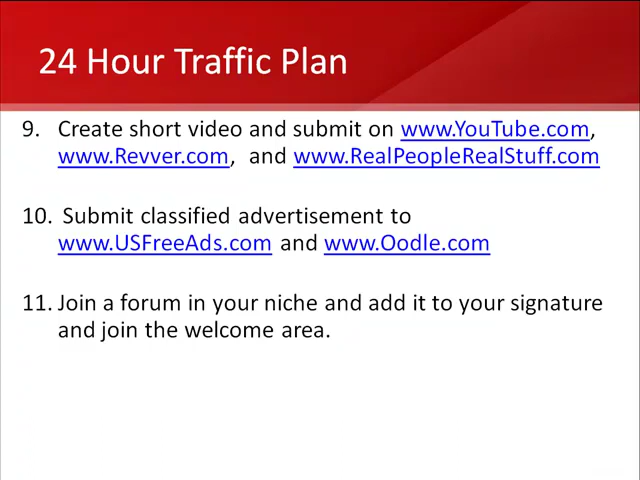 24 Hour Traffic Plan
9. Create short video and submit on www.YouTube.com,
www.Revver.com, and www.RealPeopleRealStuff.com
10. Submit classified advertisement to
www.USFreeAds.com and www.Oodle.com
11. Join a forum in your niche and add it to your signature
and join the welcome area.